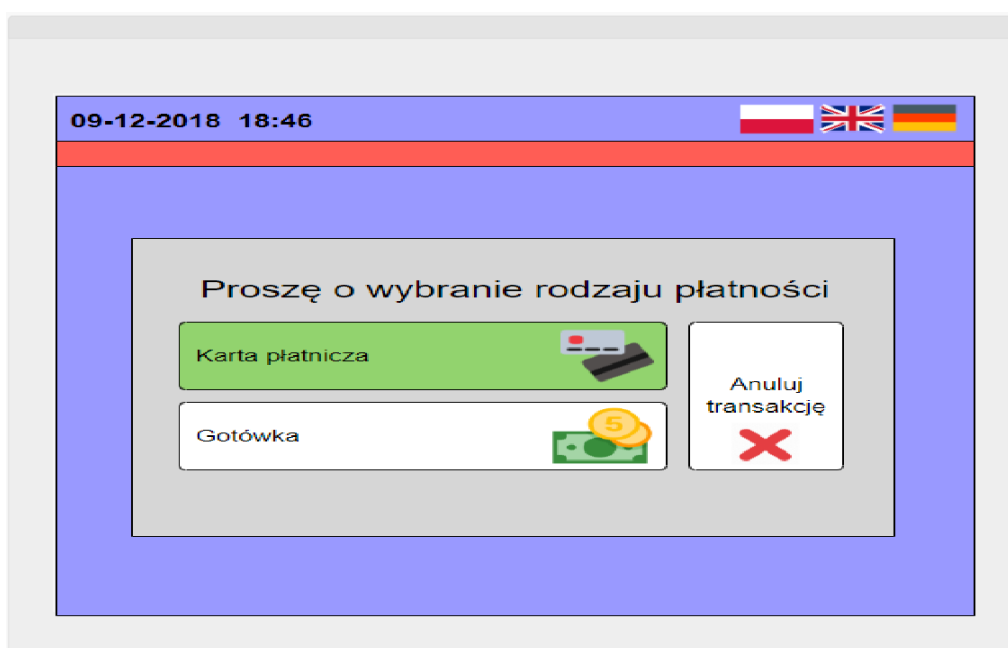 09-12-2018 18:46
Proszę o wybranie rodzaju płatności
Karta płatnicza
Gotówka
5
Anuluj
transakcję